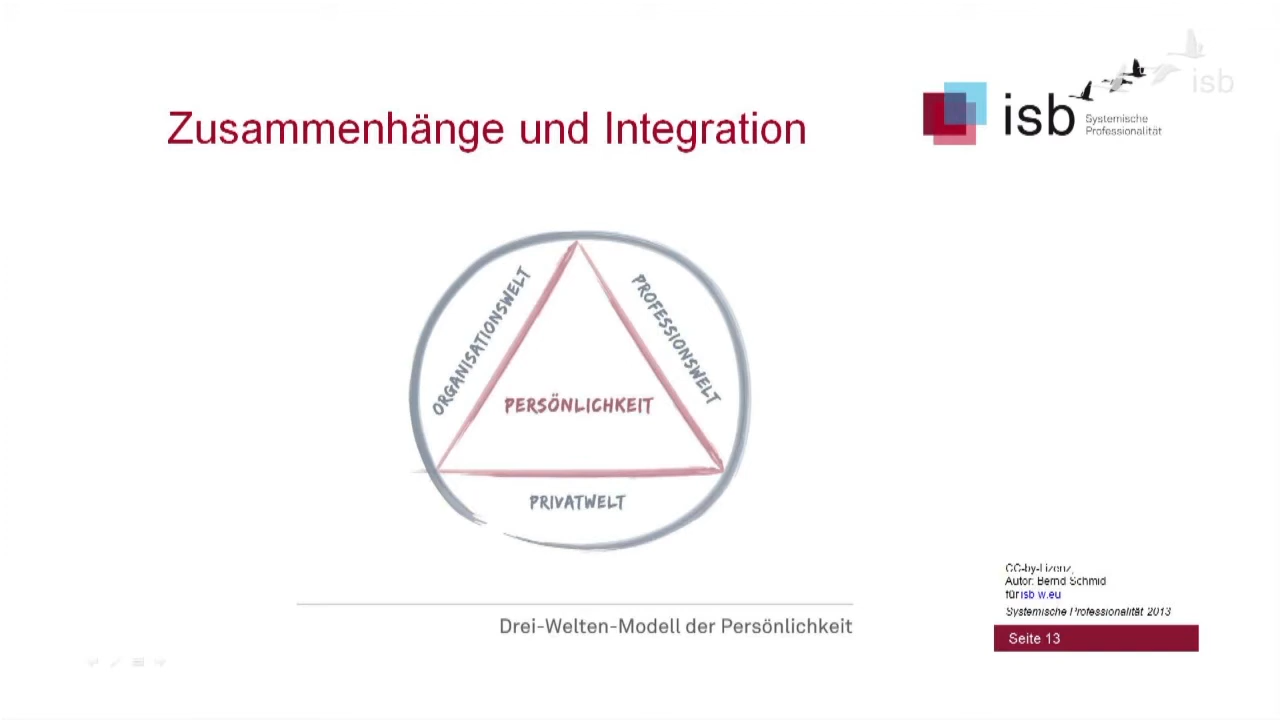 Zusammenhänge und Integration
isb
Systemische
Professionalität
isb
ORGANISATIONSWELT
PROFESSIONSWELT
PERSÖNLICHKEIT
PRIVATWELT
Drei-Welten-Modell der Persönlichkeit
CC-by-Lizenz,
Autor: Bernd Schmid
für isb-w.eu
Systemische Professionalität 2013
Seite 13